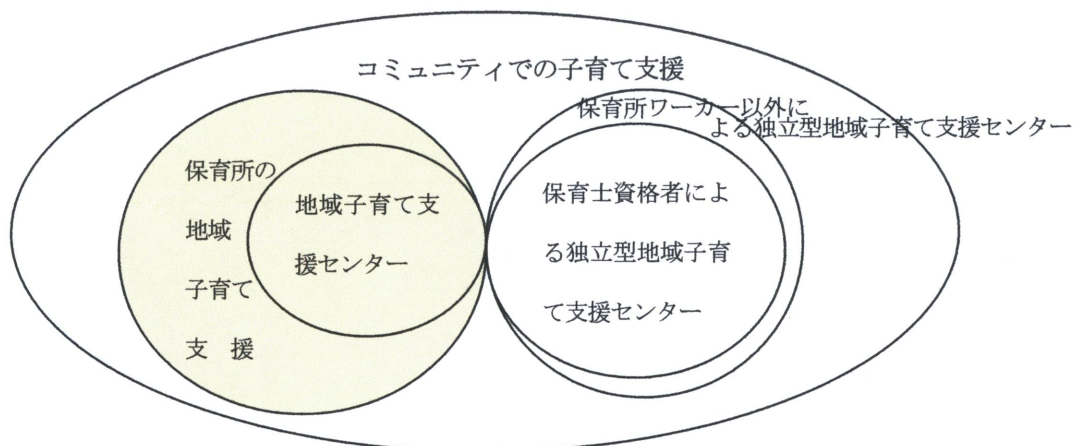 コミュニティでの子育て支援
保育所ワーカー以外に
よる独立型地域子育て支援センター
保育所の
地域
子育て
支　援
地域子育て支
援センター
保育士資格者によ
る独立型地域子育
て支援センター